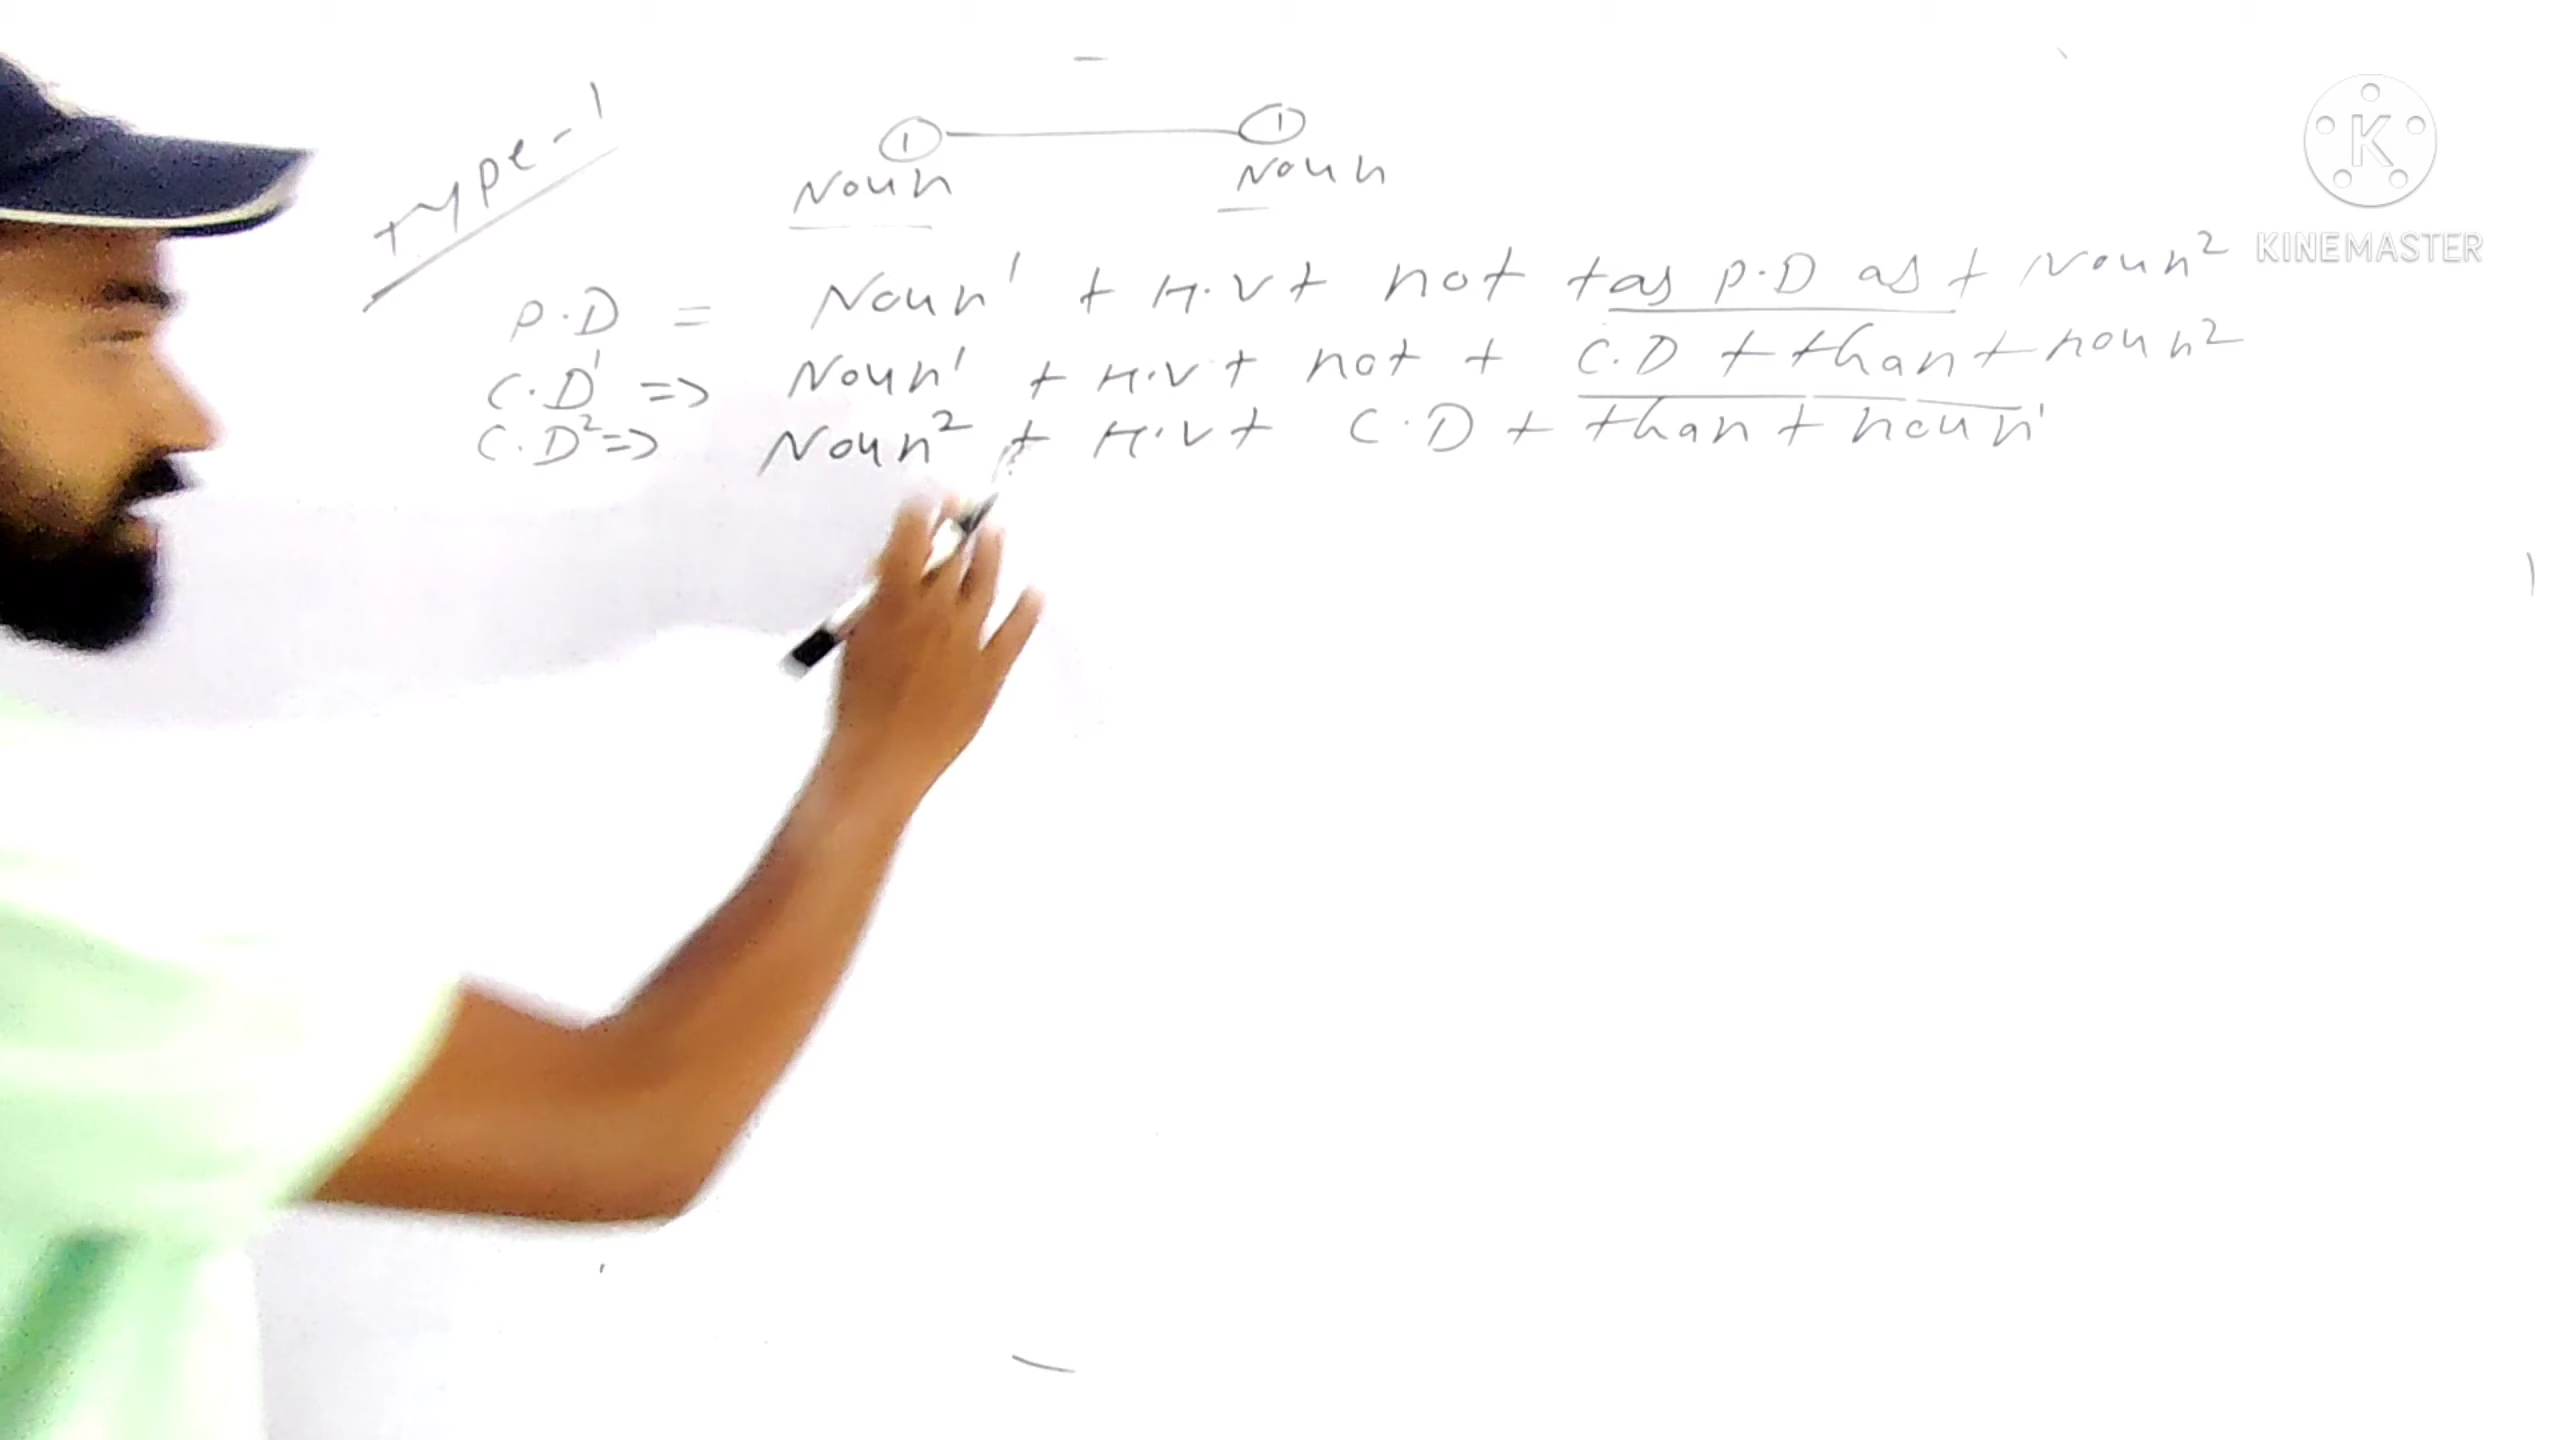 Type-1
① ——— ①
Noun Noun
P.D = Noun¹ + H.V + not + as P.D as + Noun²
C.D¹ => Noun¹ + H.V + not + C.D + than + noun²
C.D² => Noun² + H.V + C.D + than + noun¹
K
KINEMASTER